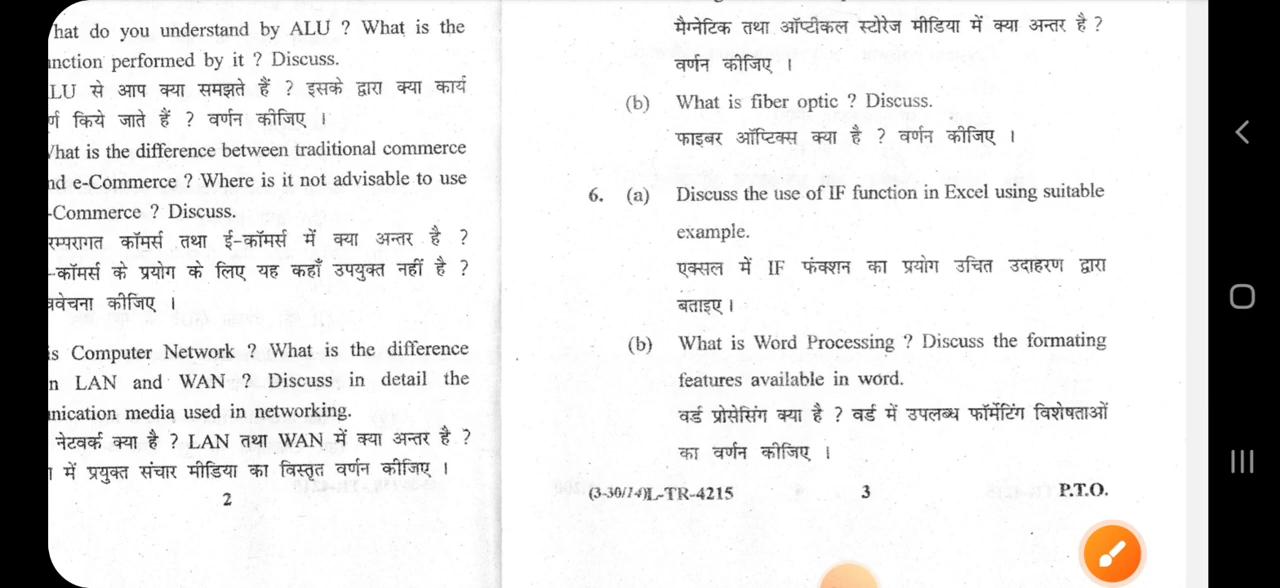 hat do you understand by ALU ? What is the
nction performed by it ? Discuss.
LU से आप क्या समझते हैं ? इसके द्वारा क्या कार्य
र्ण किये जाते हैं ? वर्णन कीजिए ।
What is the difference between traditional commerce
nd e-Commerce ? Where is it not advisable to use
-Commerce ? Discuss.
रम्परागत कॉमर्स तथा ई-कॉमर्स में क्या अन्तर है ?
-कॉमर्स के प्रयोग के लिए यह कहाँ उपयुक्त नहीं है ?
ववेचना कीजिए ।
s Computer Network ? What is the difference
n LAN and WAN ? Discuss in detail the
nication media used in networking.
नेटवर्क क्या है ? LAN तथा WAN में क्या अन्तर है ?
में प्रयुक्त संचार मीडिया का विस्तृत वर्णन कीजिए ।
2
मैग्नेटिक तथा ऑप्टीकल स्टोरेज मीडिया में क्या अन्तर है ?
वर्णन कीजिए ।
(b) What is fiber optic ? Discuss.
फाइबर ऑप्टिक्स क्या है ? वर्णन कीजिए ।
6. (a) Discuss the use of IF function in Excel using suitable
example.
एक्सल में IF फंक्शन का प्रयोग उचित उदाहरण द्वारा
बताइए ।
(b) What is Word Processing ? Discuss the formating
features available in word.
वर्ड प्रोसेसिंग क्या है ? वर्ड में उपलब्ध फॉर्मेटिंग विशेषताओं
का वर्णन कीजिए ।
(3-30/14)L-TR-4215 3 P.T.O.